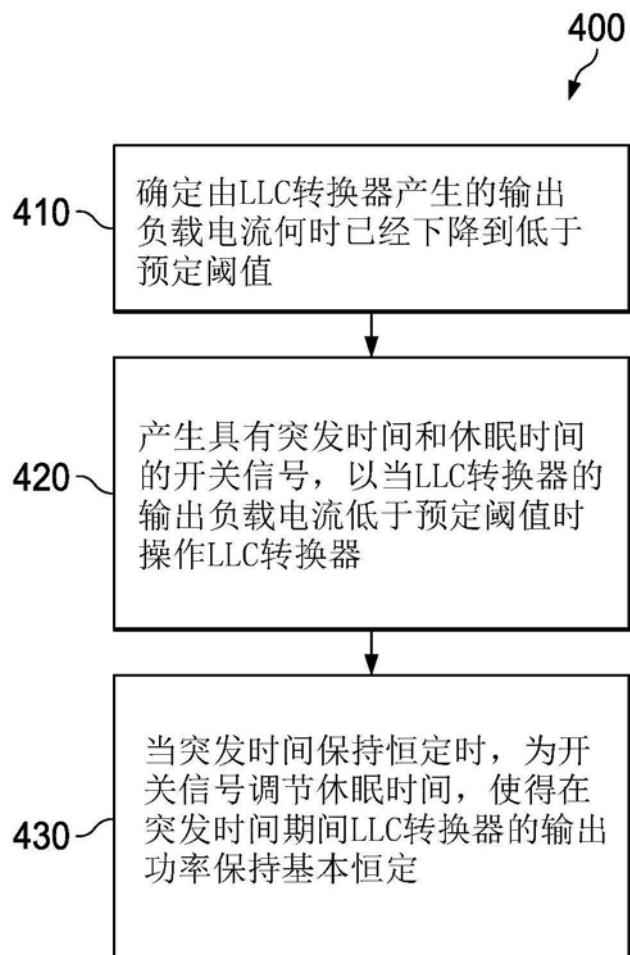 400
410
确定由LLC转换器产生的输出
负载电流何时已经下降到低于
预定阈值
420
产生具有突发时间和休眠时间
的开关信号，以当LLC转换器的
输出负载电流低于预定阈值时
操作LLC转换器
430
当突发时间保持恒定时，为开
关信号调节休眠时间，使得在
突发时间期间LLC转换器的输出
功率保持基本恒定